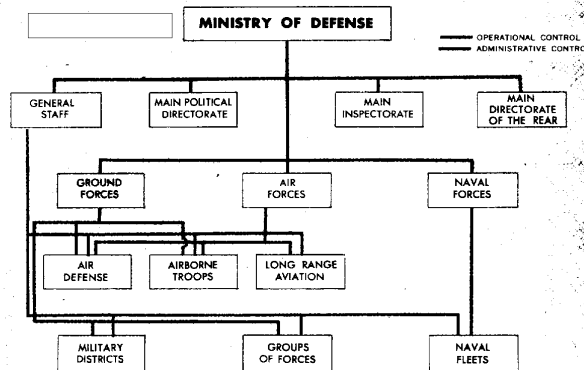 MINISTRY OF DEFENSE
OPERATIONAL CONTROL
ADMINISTRATIVE CONTRO
GENERAL
STAFF
MAIN POLITICAL
DIRECTORATE
MAIN
INSPECTORATE
MAIN
DIRECTORATE
OF THE REAR
GROUND
FORCES
AIR
FORCES
NAVAL
FORCES
AIR
DEFENSE
AIRBORNE
TROOPS
LONG RANGE
AVIATION
MILITARY
DISTRICTS
GROUPS
OF FORCES
NAVAL
FLEETS